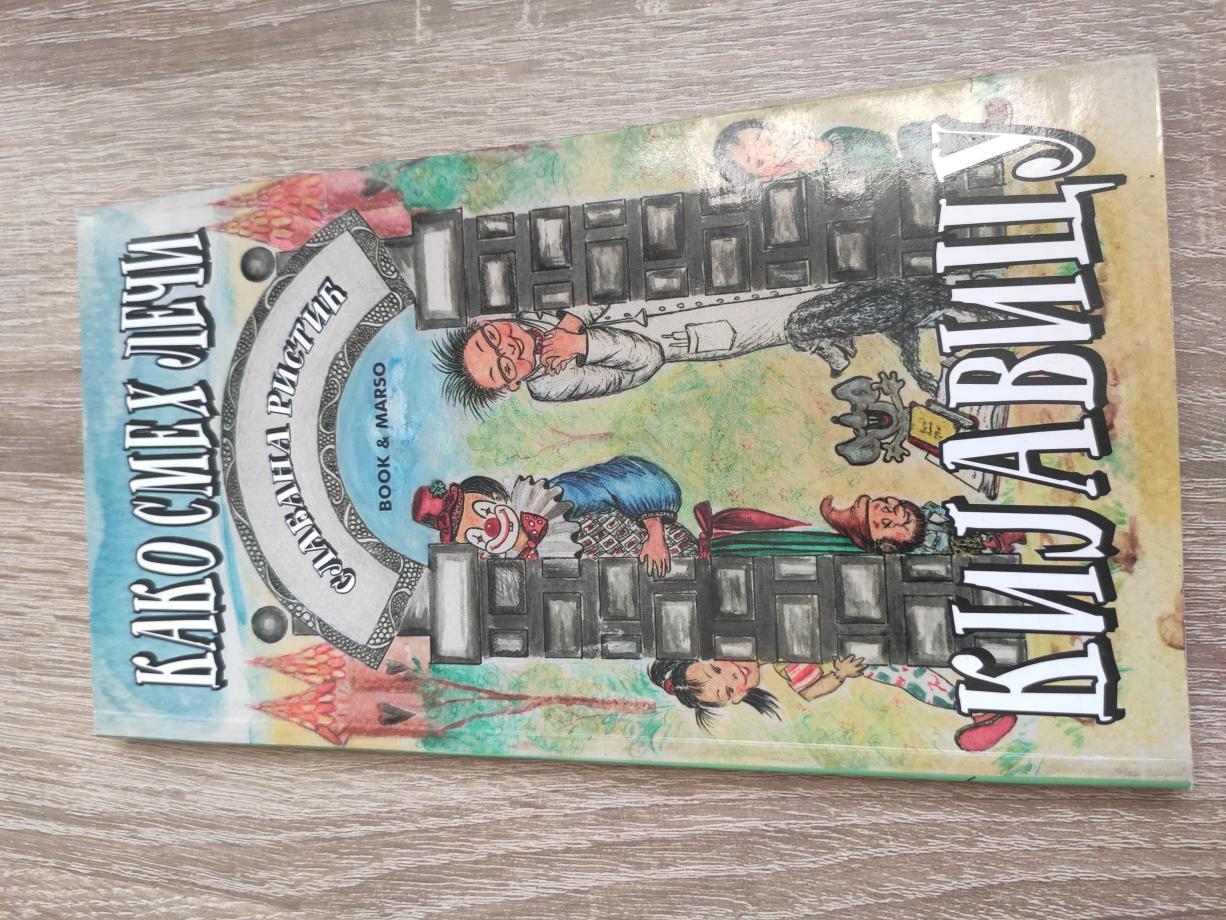 КАКО СМЕХ ЛЕЧИ
СЛАВАНА РИСТИЋ
BOOK & MARSO
КИЈАВИЦУ